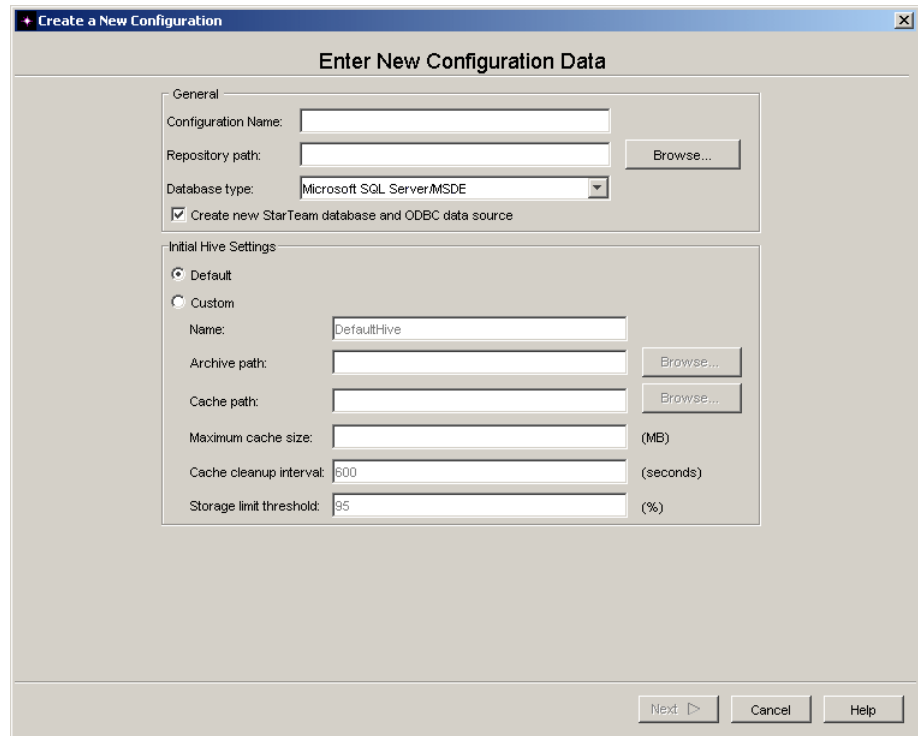 Create a New Configuration
Enter New Configuration Data
General
Configuration Name:
Repository path: Browse...
Database type: Microsoft SQL Server/MSDE
Create new StarTeam database and ODBC data source
Initial Hive Settings
Default
Custom
Name: DefaultHive
Archive path: Browse...
Cache path: Browse...
Maximum cache size: (MB)
Cache cleanup interval: 600 (seconds)
Storage limit threshold: 95 (%)
Next Cancel Help